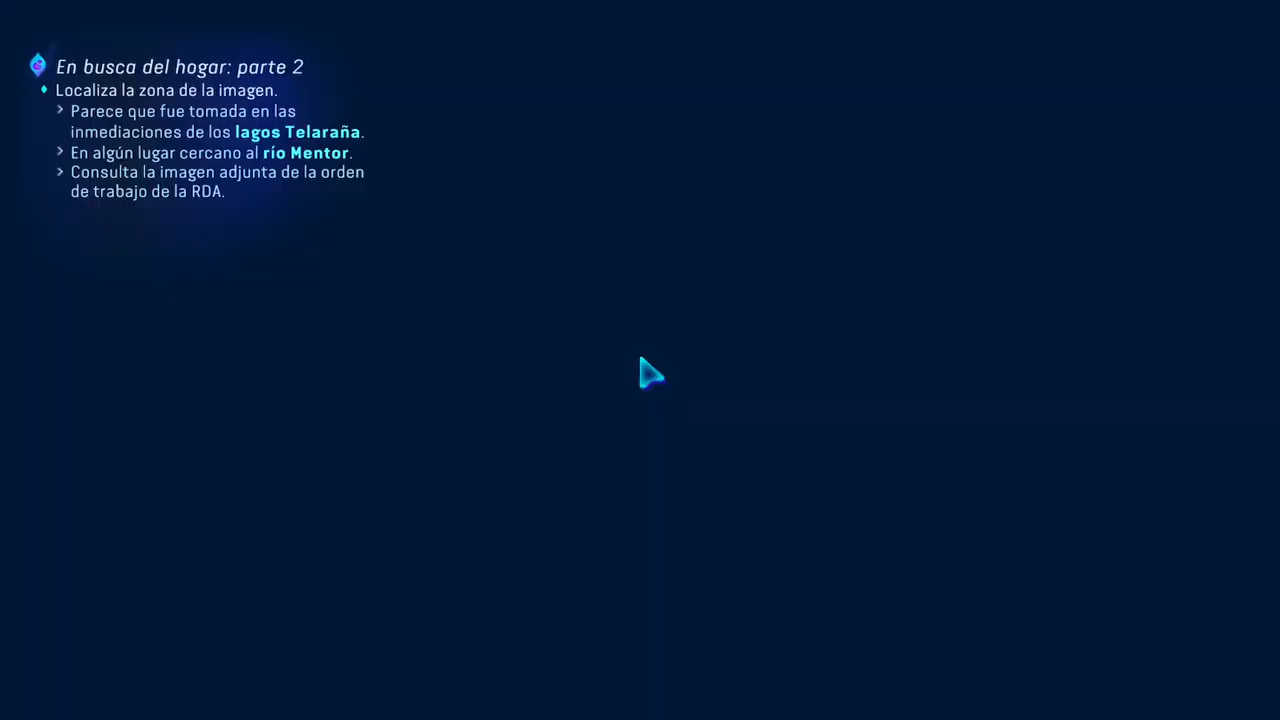 En busca del hogar: parte 2
Localiza la zona de la imagen.
Parece que fue tomada en las
inmediaciones de los lagos Telaraña.
En algún lugar cercano al río Mentor.
Consulta la imagen adjunta de la orden
de trabajo de la RDA.